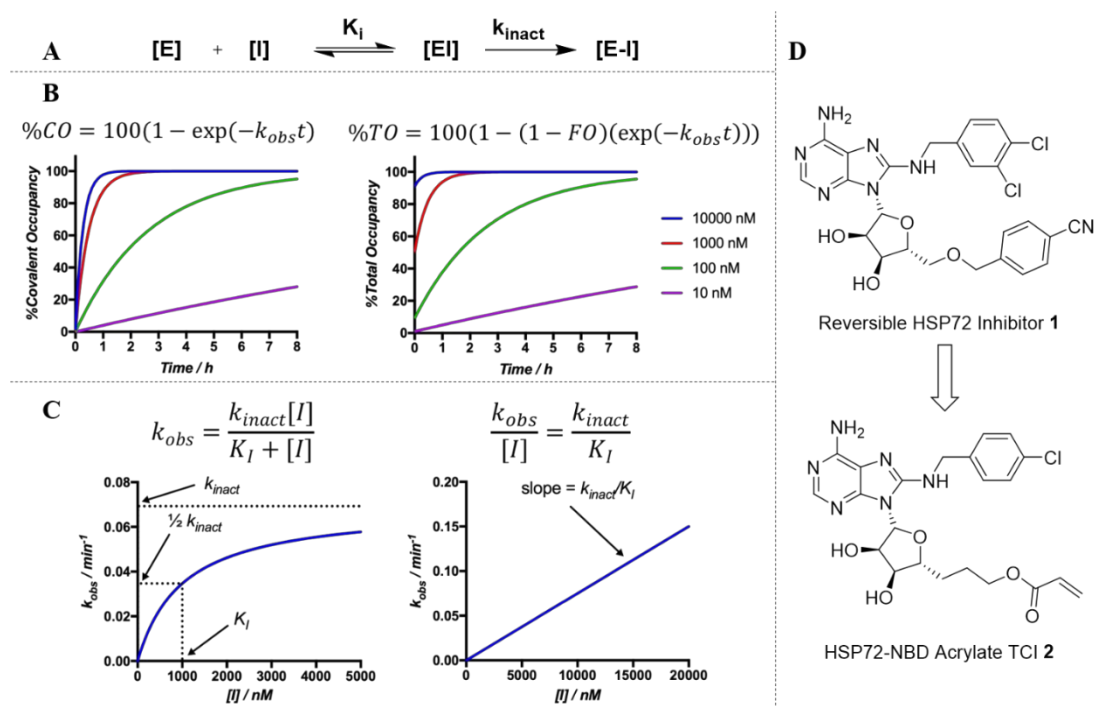 A
[E] + [I] Ki [EI] kinact [E-I]
B
%CO = 100(1 − exp(−kobst)
%TO = 100(1 − (1 − FO)(exp(−kobst)))
%Covalent Occupancy
100
80
60
40
20
0
0 1 2 3 4 5 6 7 8
Time / h
%Total Occupancy
100
80
60
40
20
0
0 1 2 3 4 5 6 7 8
Time / h
10000 nM
1000 nM
100 nM
10 nM
C
kobs = kinact[I] / KI + [I]
kobs / [I] = kinact / KI
kobs / min-1
0.08
0.06
0.04
0.02
0.00
kinact
½ kinact
KI
0 1000 2000 3000 4000 5000
[I] / nM
kobs / min-1
0.20
0.15
0.10
0.05
0.00
slope = kinact/KI
0 5000 10000 15000 20000
[I] / nM
D
NH2
N
N
N
N
NH
Cl
Cl
O
HO
HO
O
CN
Reversible HSP72 Inhibitor 1
NH2
N
N
N
N
NH
Cl
O
HO
HO
O
O
HSP72-NBD Acrylate TCI 2